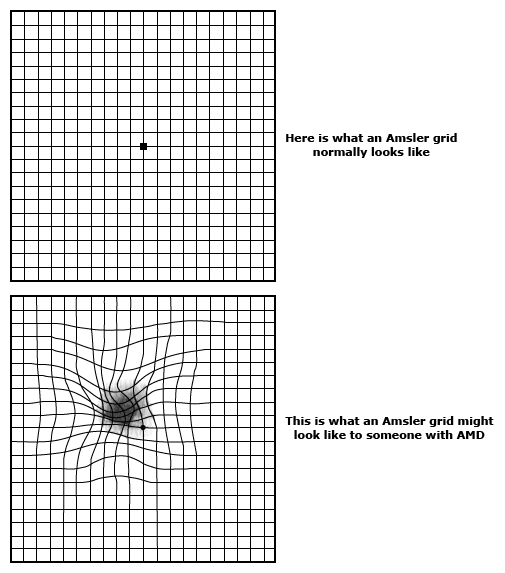 Here is what an Amsler grid
normally looks like
This is what an Amsler grid might
look like to someone with AMD